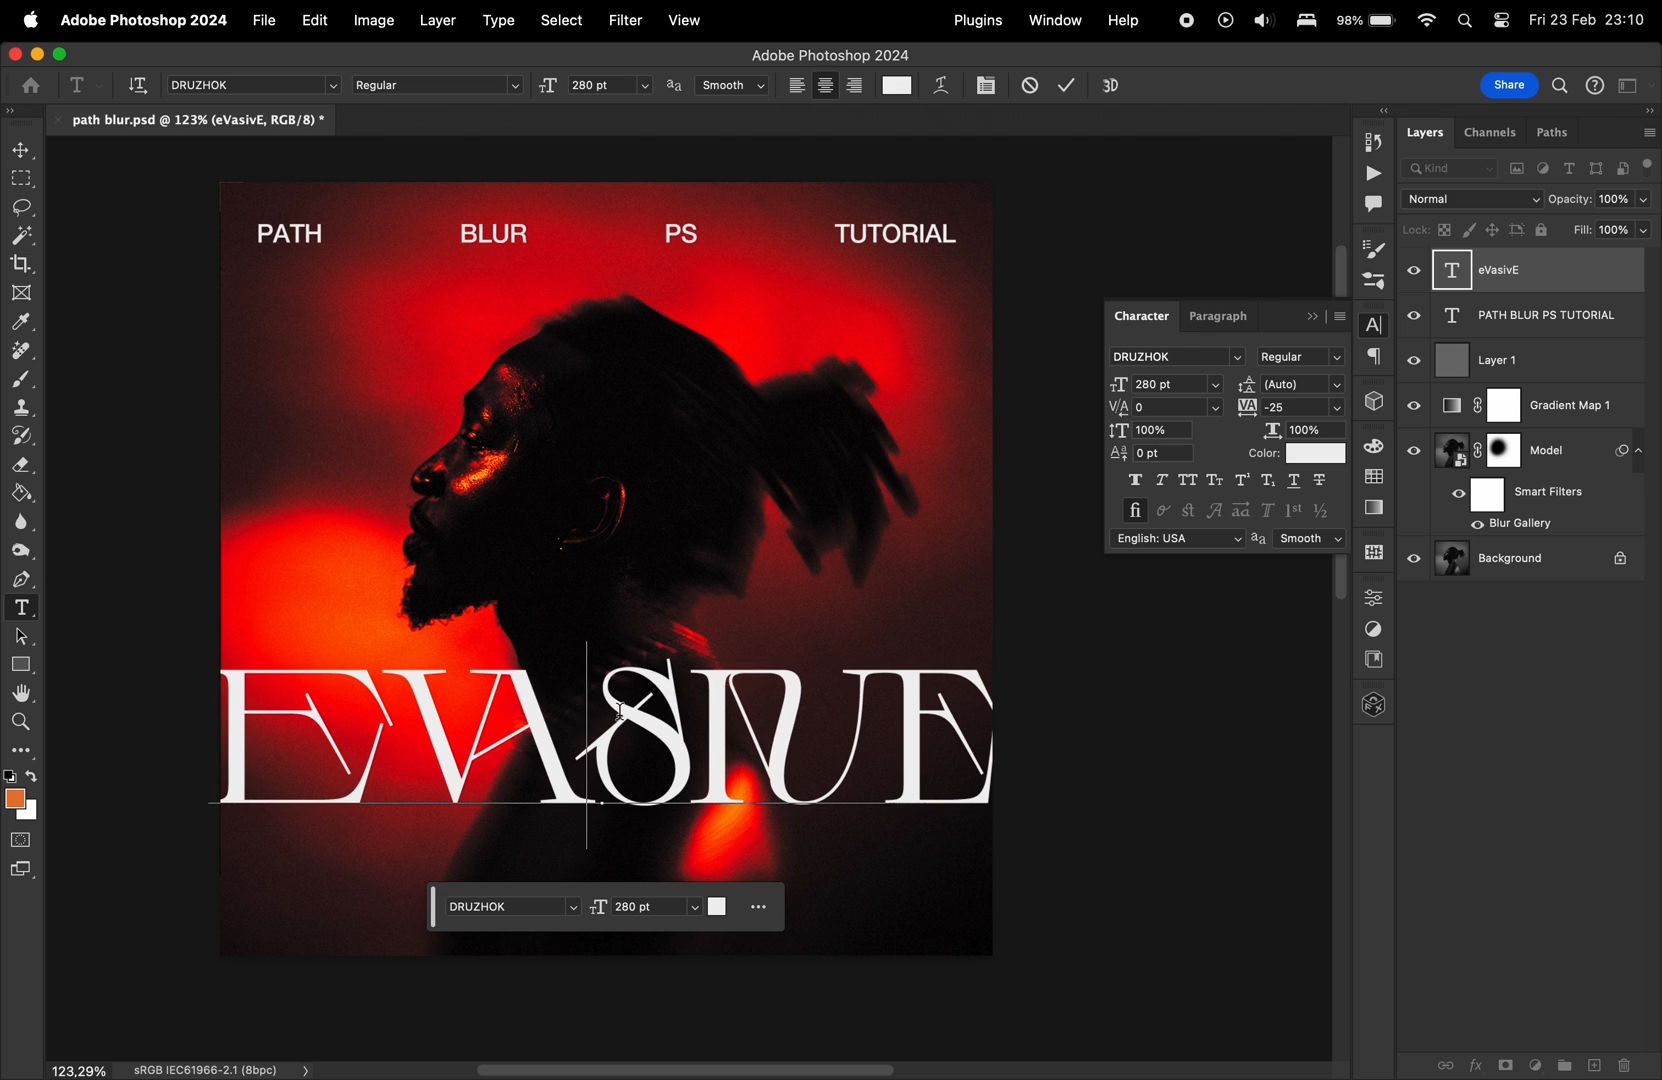 Adobe Photoshop 2024 File Edit Image Layer Type Select Filter View Plugins Window Help 98% Fri 23 Feb 23:10
Adobe Photoshop 2024
DRUZHOK Regular 280 pt Smooth 3D Share
path blur.psd @ 123% (eVasivE, RGB/8) *
PATH BLUR PS TUTORIAL
EVASIVE
DRUZHOK 280 pt
123,29% sRGB IEC61966-2.1 (8bpc)
Character Paragraph
DRUZHOK Regular
280 pt (Auto)
0 -25
100% 100%
0 pt Color:
English: USA Smooth
Layers Channels Paths
Kind
Normal Opacity: 100%
Lock: Fill: 100%
eVasivE
PATH BLUR PS TUTORIAL
Layer 1
Gradient Map 1
Model
Smart Filters
Blur Gallery
Background